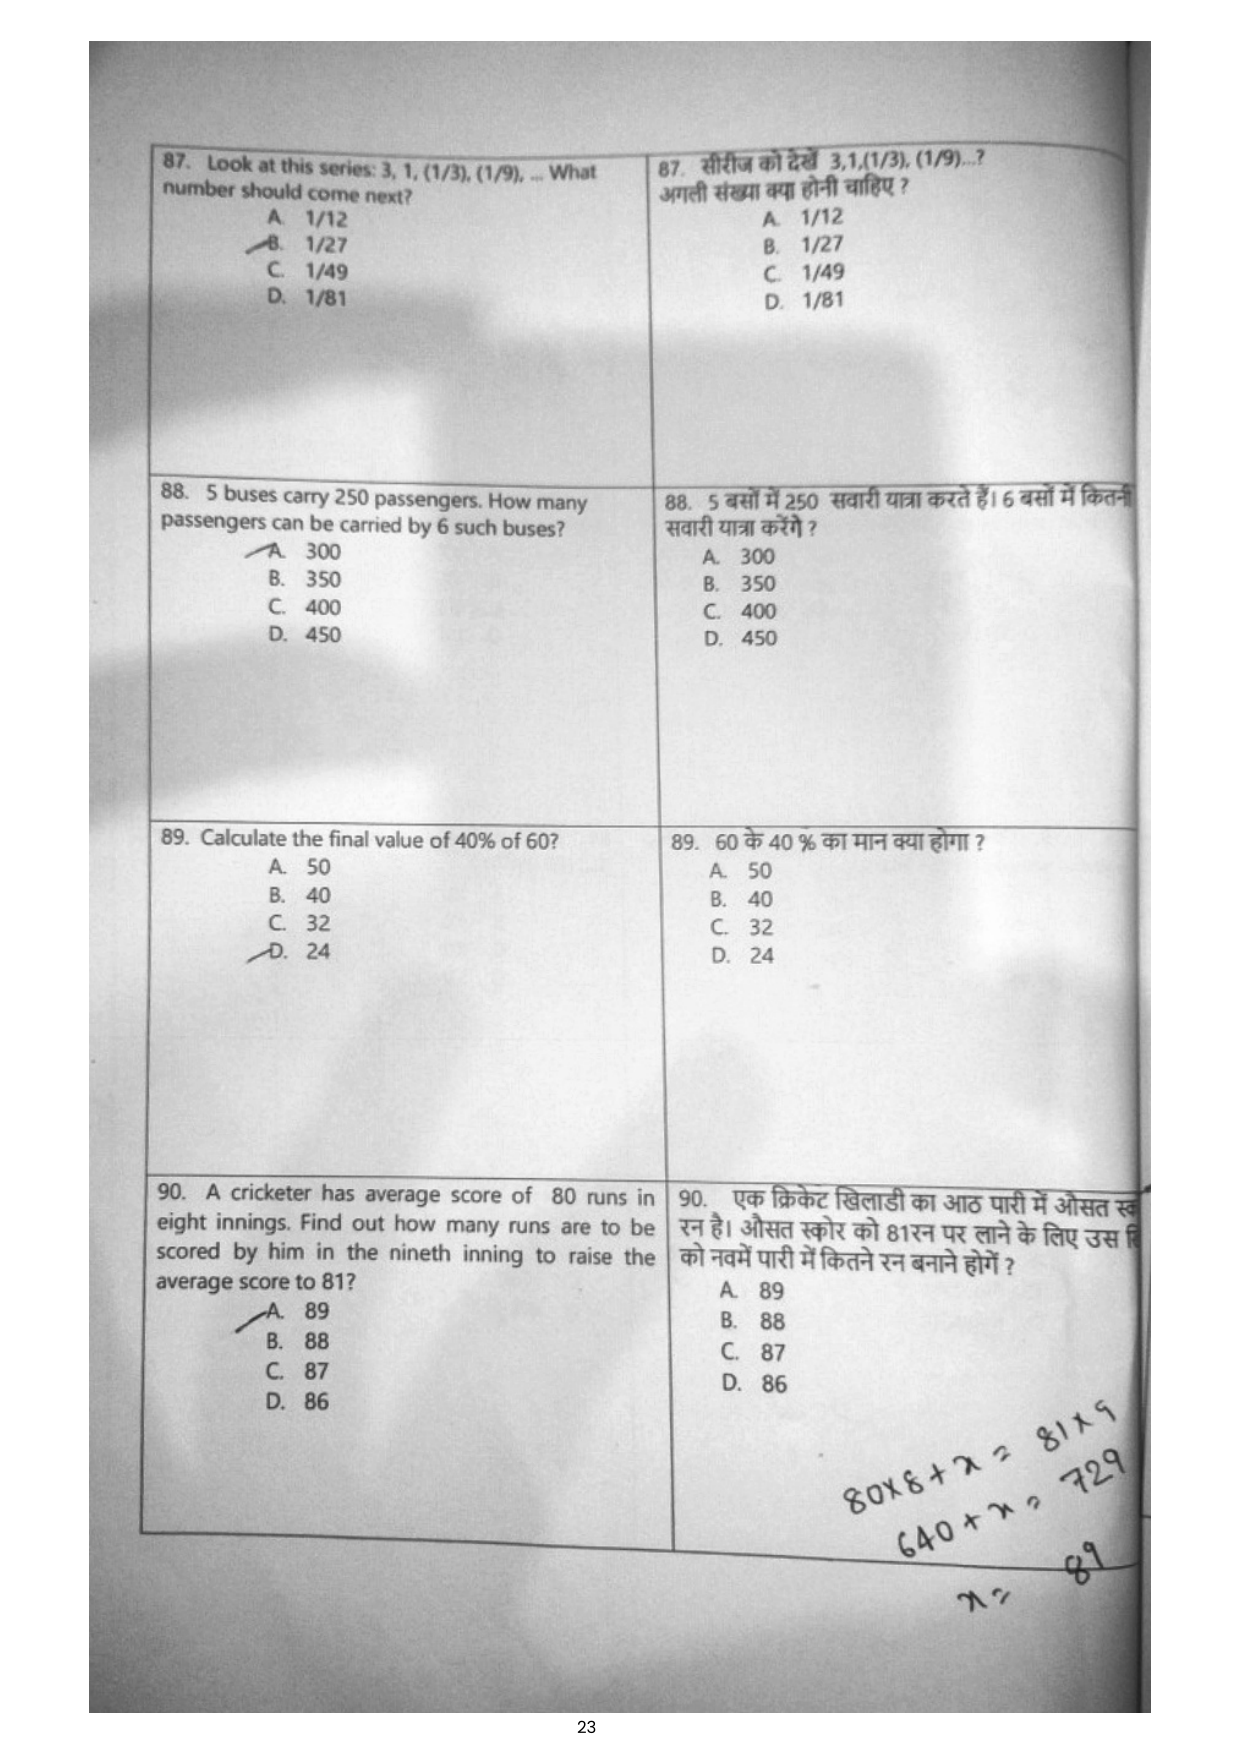 87. Look at this series: 3, 1, (1/3), (1/9), ... What
number should come next?
A. 1/12
B. 1/27
C. 1/49
D. 1/81
87. सीरीज को देखें 3,1,(1/3), (1/9)...?
अगली संख्या क्या होनी चाहिए ?
A. 1/12
B. 1/27
C. 1/49
D. 1/81
88. 5 buses carry 250 passengers. How many
passengers can be carried by 6 such buses?
A. 300
B. 350
C. 400
D. 450
88. 5 बसों में 250 सवारी यात्रा करते हैं। 6 बसों में कितनी
सवारी यात्रा करेंगे ?
A. 300
B. 350
C. 400
D. 450
89. Calculate the final value of 40% of 60?
A. 50
B. 40
C. 32
D. 24
89. 60 के 40 % का मान क्या होगा ?
A. 50
B. 40
C. 32
D. 24
90. A cricketer has average score of 80 runs in
eight innings. Find out how many runs are to be
scored by him in the nineth inning to raise the
average score to 81?
A. 89
B. 88
C. 87
D. 86
90. एक क्रिकेट खिलाडी का आठ पारी में औसत
रन है। औसत स्कोर को 81रन पर लाने के लिए उस
को नवमें पारी में कितने रन बनाने होगें ?
A. 89
B. 88
C. 87
D. 86
80x8+x = 81x9
640+x = 729
x= 89
23